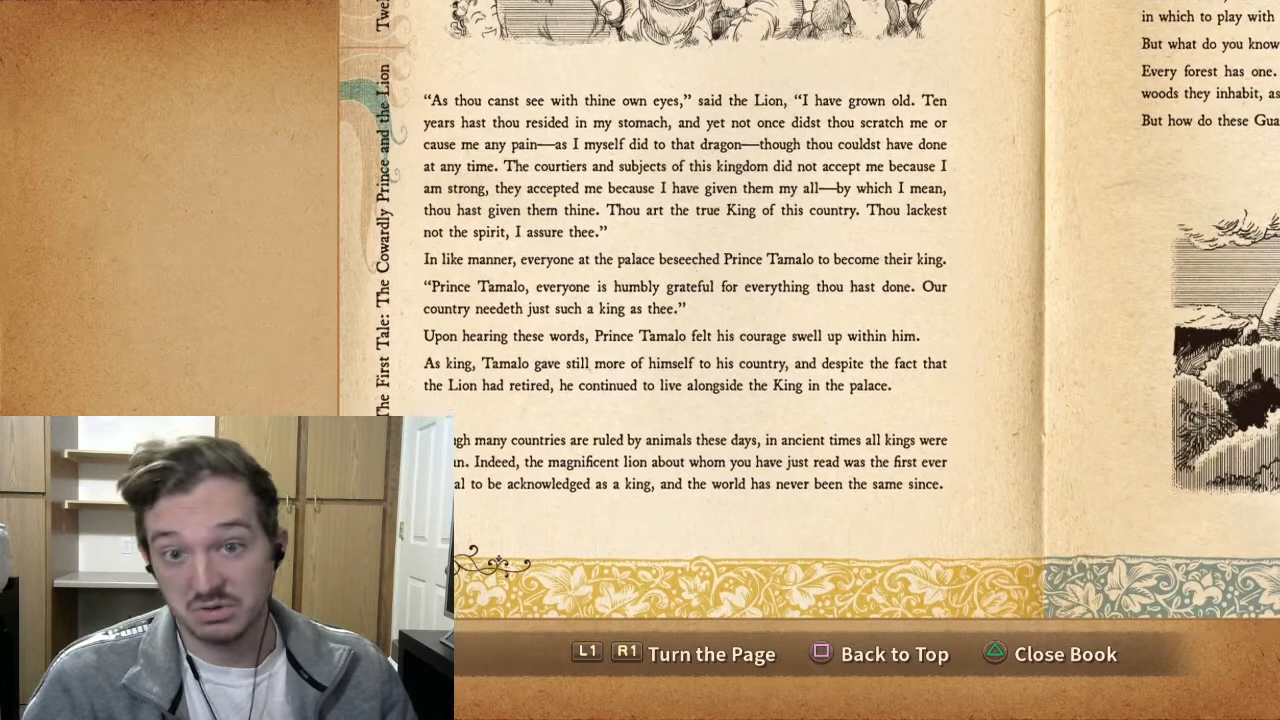 The First Tale: The Cowardly Prince and the Lion
“As thou canst see with thine own eyes,” said the Lion, “I have grown old. Ten
years hast thou resided in my stomach, and yet not once didst thou scratch me or
cause me any pain—as I myself did to that dragon—though thou couldst have done
at any time. The courtiers and subjects of this kingdom did not accept me because I
am strong, they accepted me because I have given them my all—by which I mean,
thou hast given them thine. Thou art the true King of this country. Thou lackest
not the spirit, I assure thee.”
In like manner, everyone at the palace beseeched Prince Tamalo to become their king.
“Prince Tamalo, everyone is humbly grateful for everything thou hast done. Our
country needeth just such a king as thee.”
Upon hearing these words, Prince Tamalo felt his courage swell up within him.
As king, Tamalo gave still more of himself to his country, and despite the fact that
the Lion had retired, he continued to live alongside the King in the palace.
many countries are ruled by animals these days, in ancient times all kings were
Indeed, the magnificent lion about whom you have just read was the first ever
to be acknowledged as a king, and the world has never been the same since.
in which to play with
But what do you know
Every forest has one.
woods they inhabit, as
But how do these
L1 R1 Turn the Page
Back to Top
Close Book